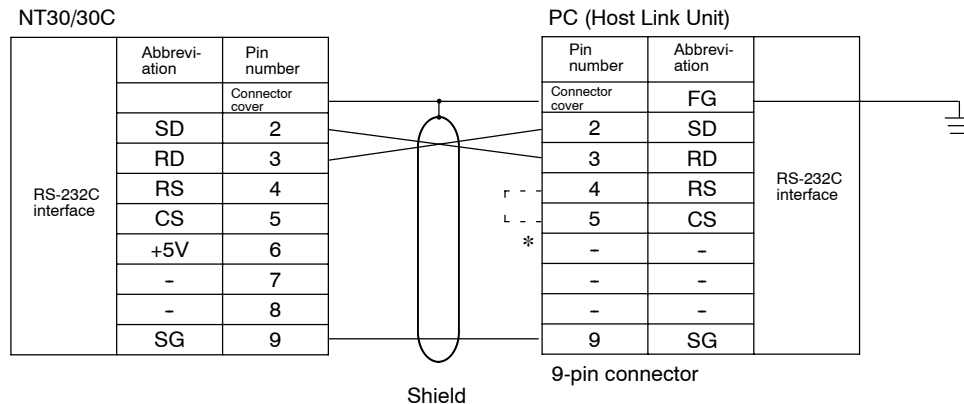 NT30/30C PC (Host Link Unit)
Abbrevi-
ation Pin
number Pin
number Abbrevi-
ation
Connector
cover Connector
cover FG
SD 2 2 SD
RD 3 3 RD
RS-232C
interface RS 4 4 RS RS-232C
interface
CS 5 5 CS
+5V 6 * - -
- 7 - -
- 8 - -
SG 9 9 SG
9-pin connector
Shield